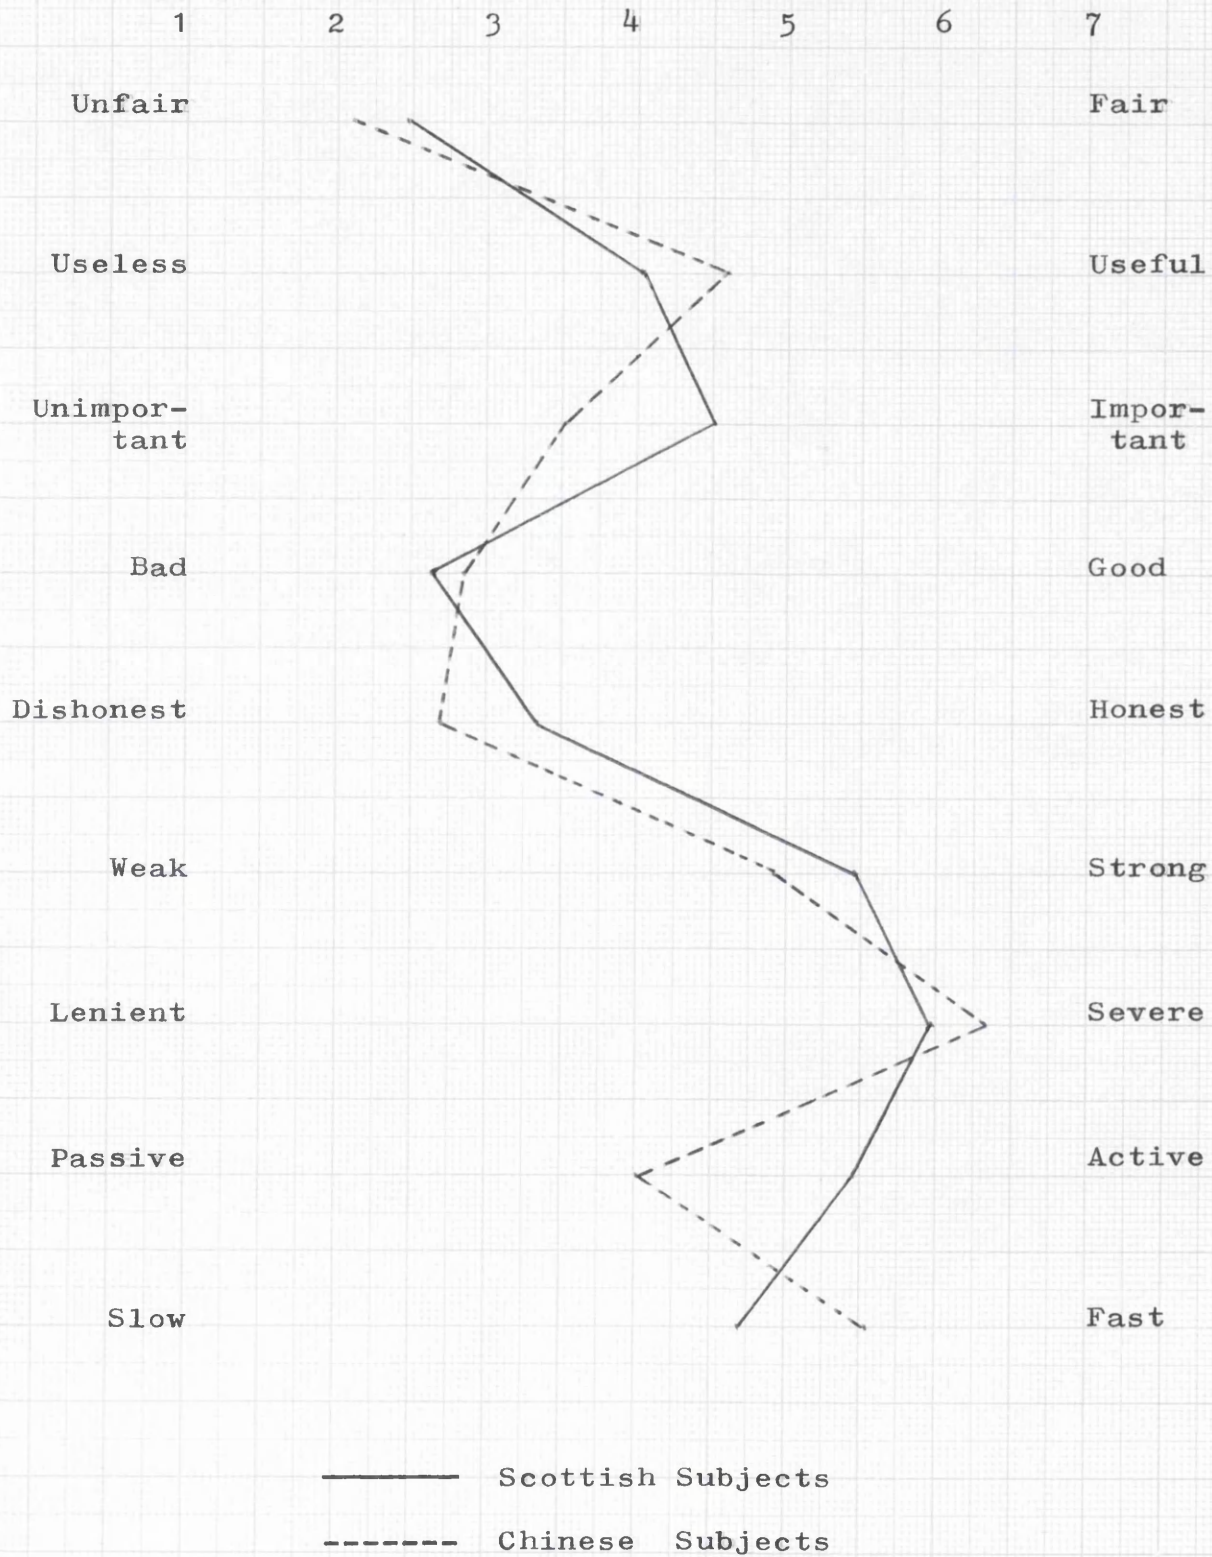 1 2 3 4 5 6 7
Unfair Fair
Useless Useful
Unimpor- Impor-
tant tant
Bad Good
Dishonest Honest
Weak Strong
Lenient Severe
Passive Active
Slow Fast
Scottish Subjects
Chinese Subjects